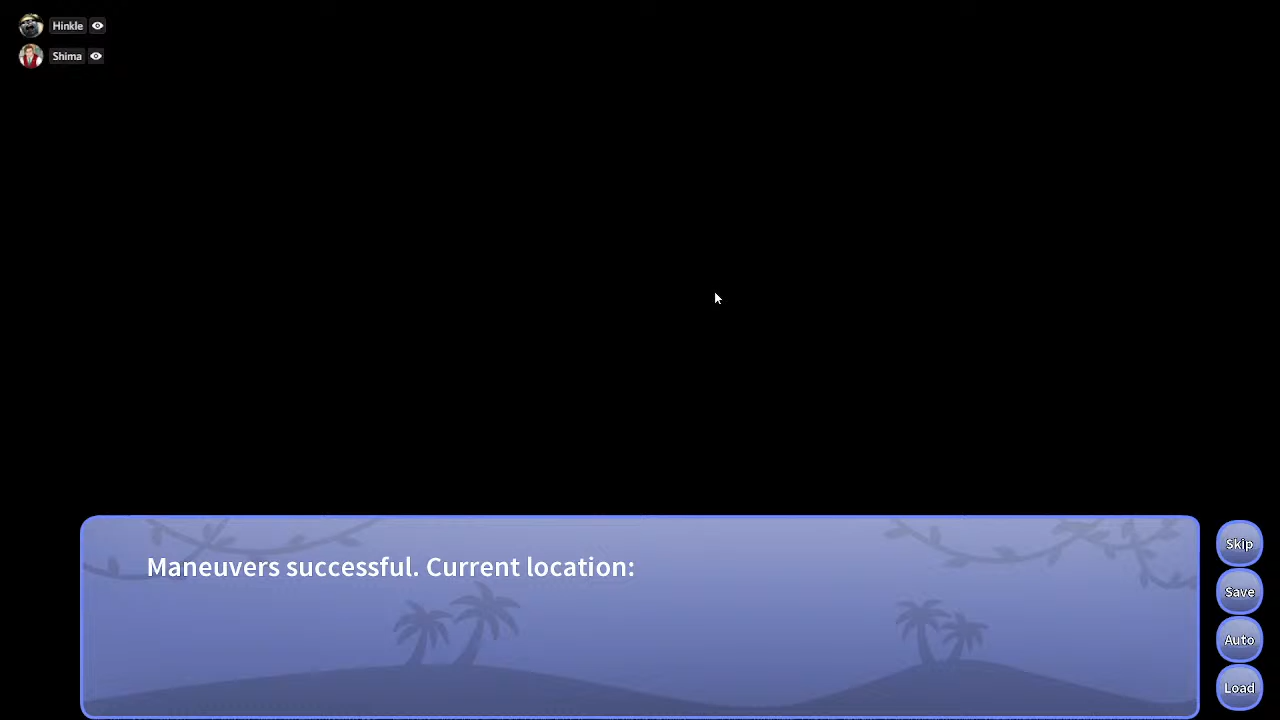 Hinkle
Shima
Maneuvers successful. Current location:
Skip
Save
Auto
Load